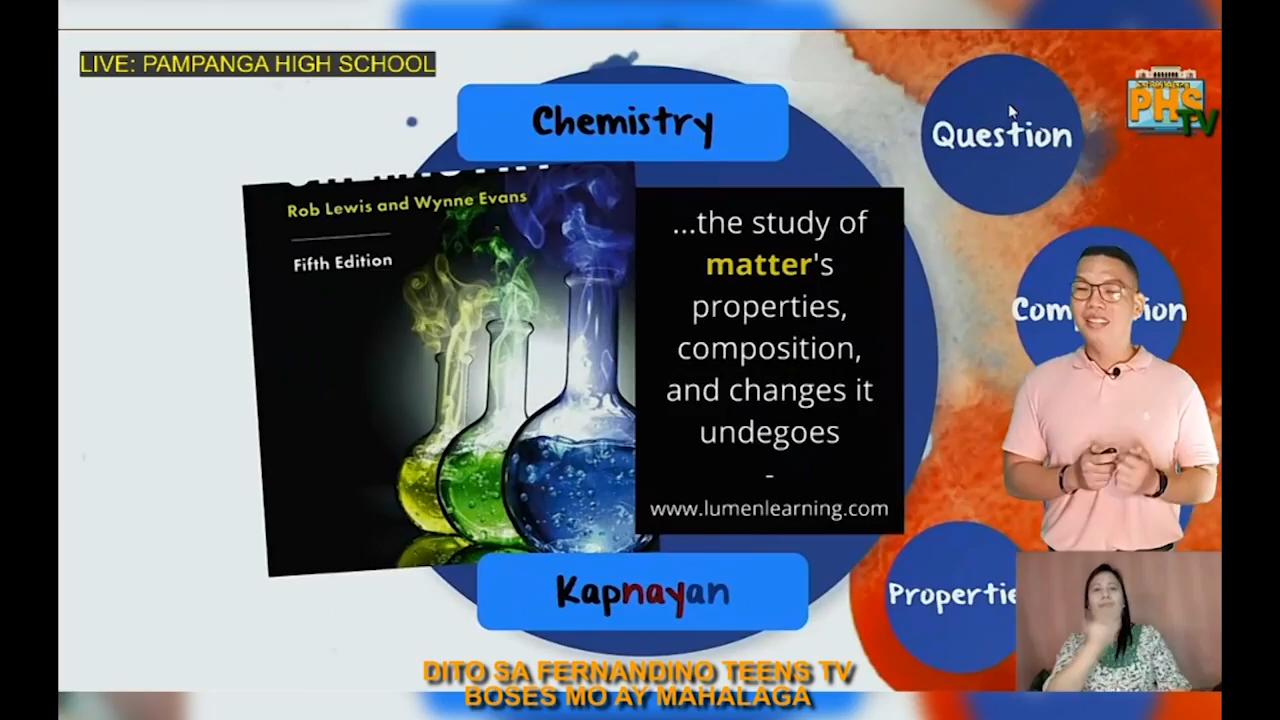 LIVE: PAMPANGA HIGH SCHOOL
PHS
TV
Chemistry
Question
Rob Lewis and Wynne Evans
Fifth Edition
...the study of
matter's
properties,
composition,
and changes it
undegoes
-
www.lumenlearning.com
Kapnayan
DITO SA FERNANDINO TEENS TV
BOSES MO AY MAHALAGA